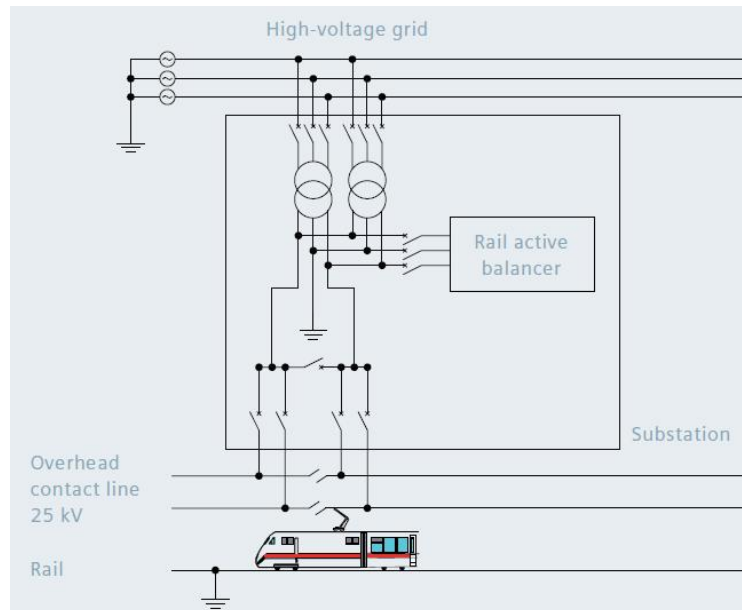 High-voltage grid
Rail active
balancer
Substation
Overhead
contact line
25 kV
Rail